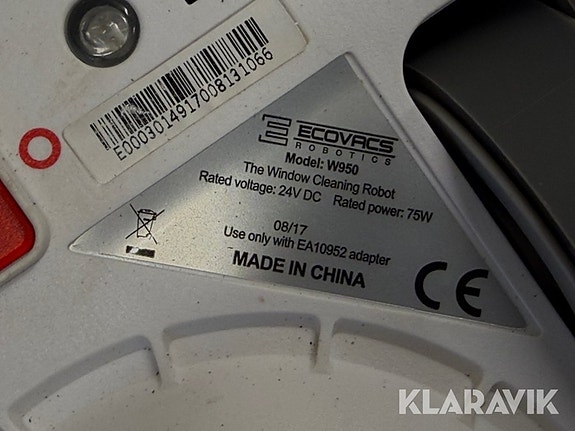 E0003014917008131066
ECOVACS
ROBOTICS
Model: W950
The Window Cleaning Robot
Rated voltage: 24V DC Rated power: 75W
08/17
Use only with EA10952 adapter
MADE IN CHINA
CE
KLARAVIK